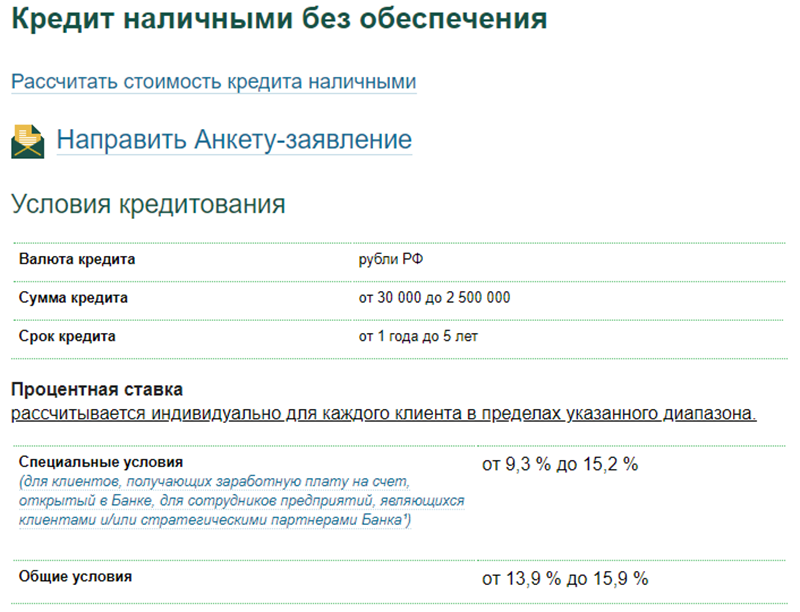 Кредит наличными без обеспечения
Рассчитать стоимость кредита наличными
Направить Анкету-заявление
Условия кредитования
Валюта кредита рубли РФ
Сумма кредита от 30 000 до 2 500 000
Срок кредита от 1 года до 5 лет
Процентная ставка
рассчитывается индивидуально для каждого клиента в пределах указанного диапазона.
Специальные условия от 9,3 % до 15,2 %
(для клиентов, получающих заработную плату на счет,
открытый в Банке, для сотрудников предприятий, являющихся
клиентами и/или стратегическими партнерами Банка¹)
Общие условия от 13,9 % до 15,9 %